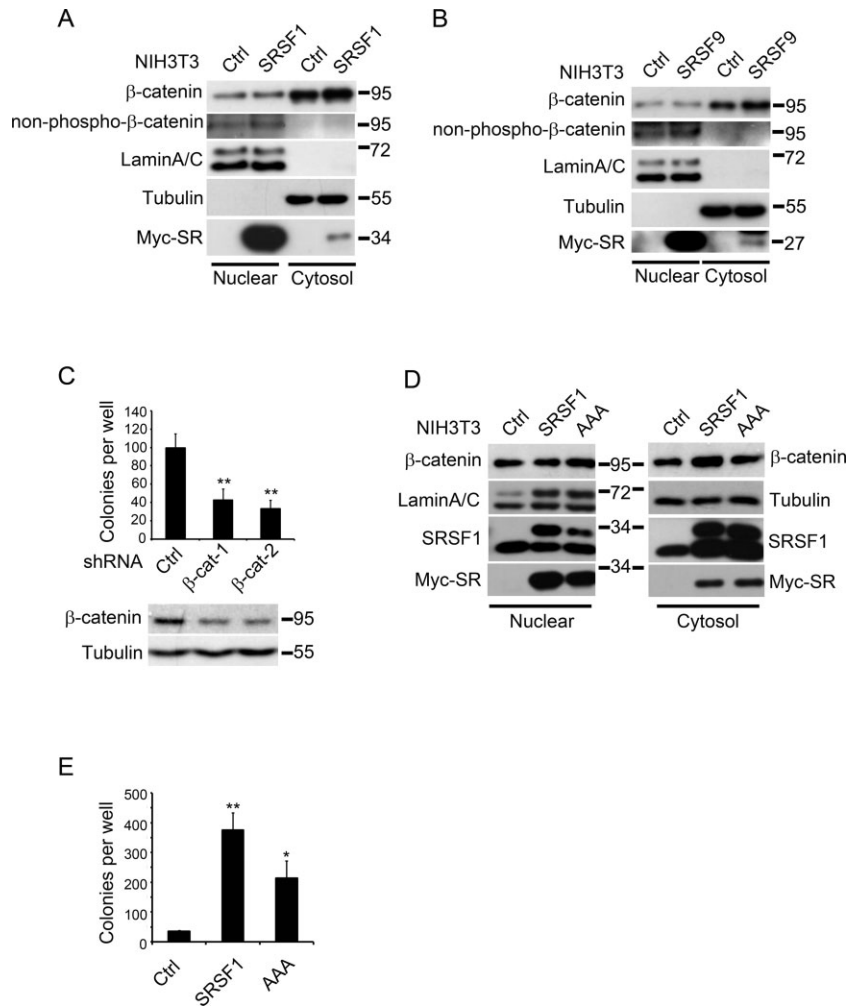 A
NIH3T3 Ctrl SRSF1 Ctrl SRSF1
β-catenin 95
non-phospho-β-catenin 95
LaminA/C 72
Tubulin 55
Myc-SR 34
Nuclear Cytosol
B
NIH3T3 Ctrl SRSF9 Ctrl SRSF9
β-catenin 95
non-phospho-β-catenin 95
LaminA/C 72
Tubulin 55
Myc-SR 27
Nuclear Cytosol
C
Colonies per well
140
120
100
80
60
40
20
0
** **
shRNA Ctrl β-cat-1 β-cat-2
β-catenin 95
Tubulin 55
D
NIH3T3 Ctrl SRSF1 AAA Ctrl SRSF1 AAA
β-catenin 95 β-catenin
LaminA/C 72 Tubulin
SRSF1 34 SRSF1
Myc-SR 34 Myc-SR
Nuclear Cytosol
E
Colonies per well
500
400
300
200
100
0
** *
Ctrl SRSF1 AAA